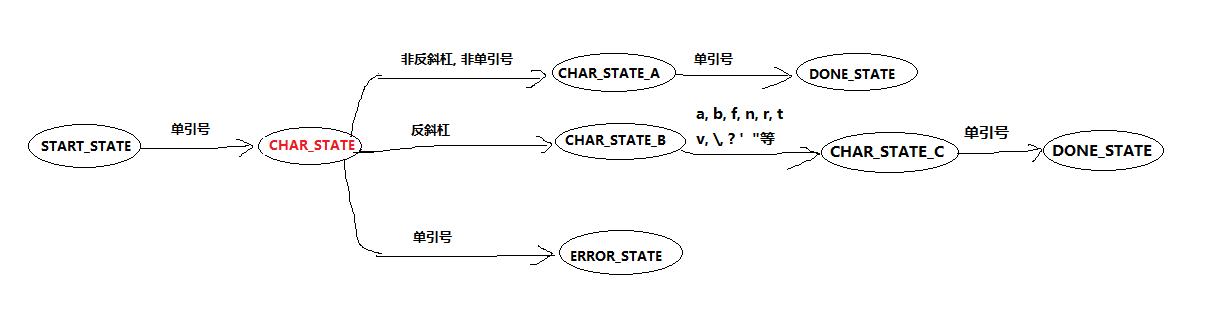 非反斜杠, 非单引号
单引号
CHAR_STATE_A
DONE_STATE
单引号
反斜杠
a, b, f, n, r, t
v, \, ? ' "等
单引号
START_STATE
CHAR_STATE
CHAR_STATE_B
CHAR_STATE_C
DONE_STATE
单引号
ERROR_STATE